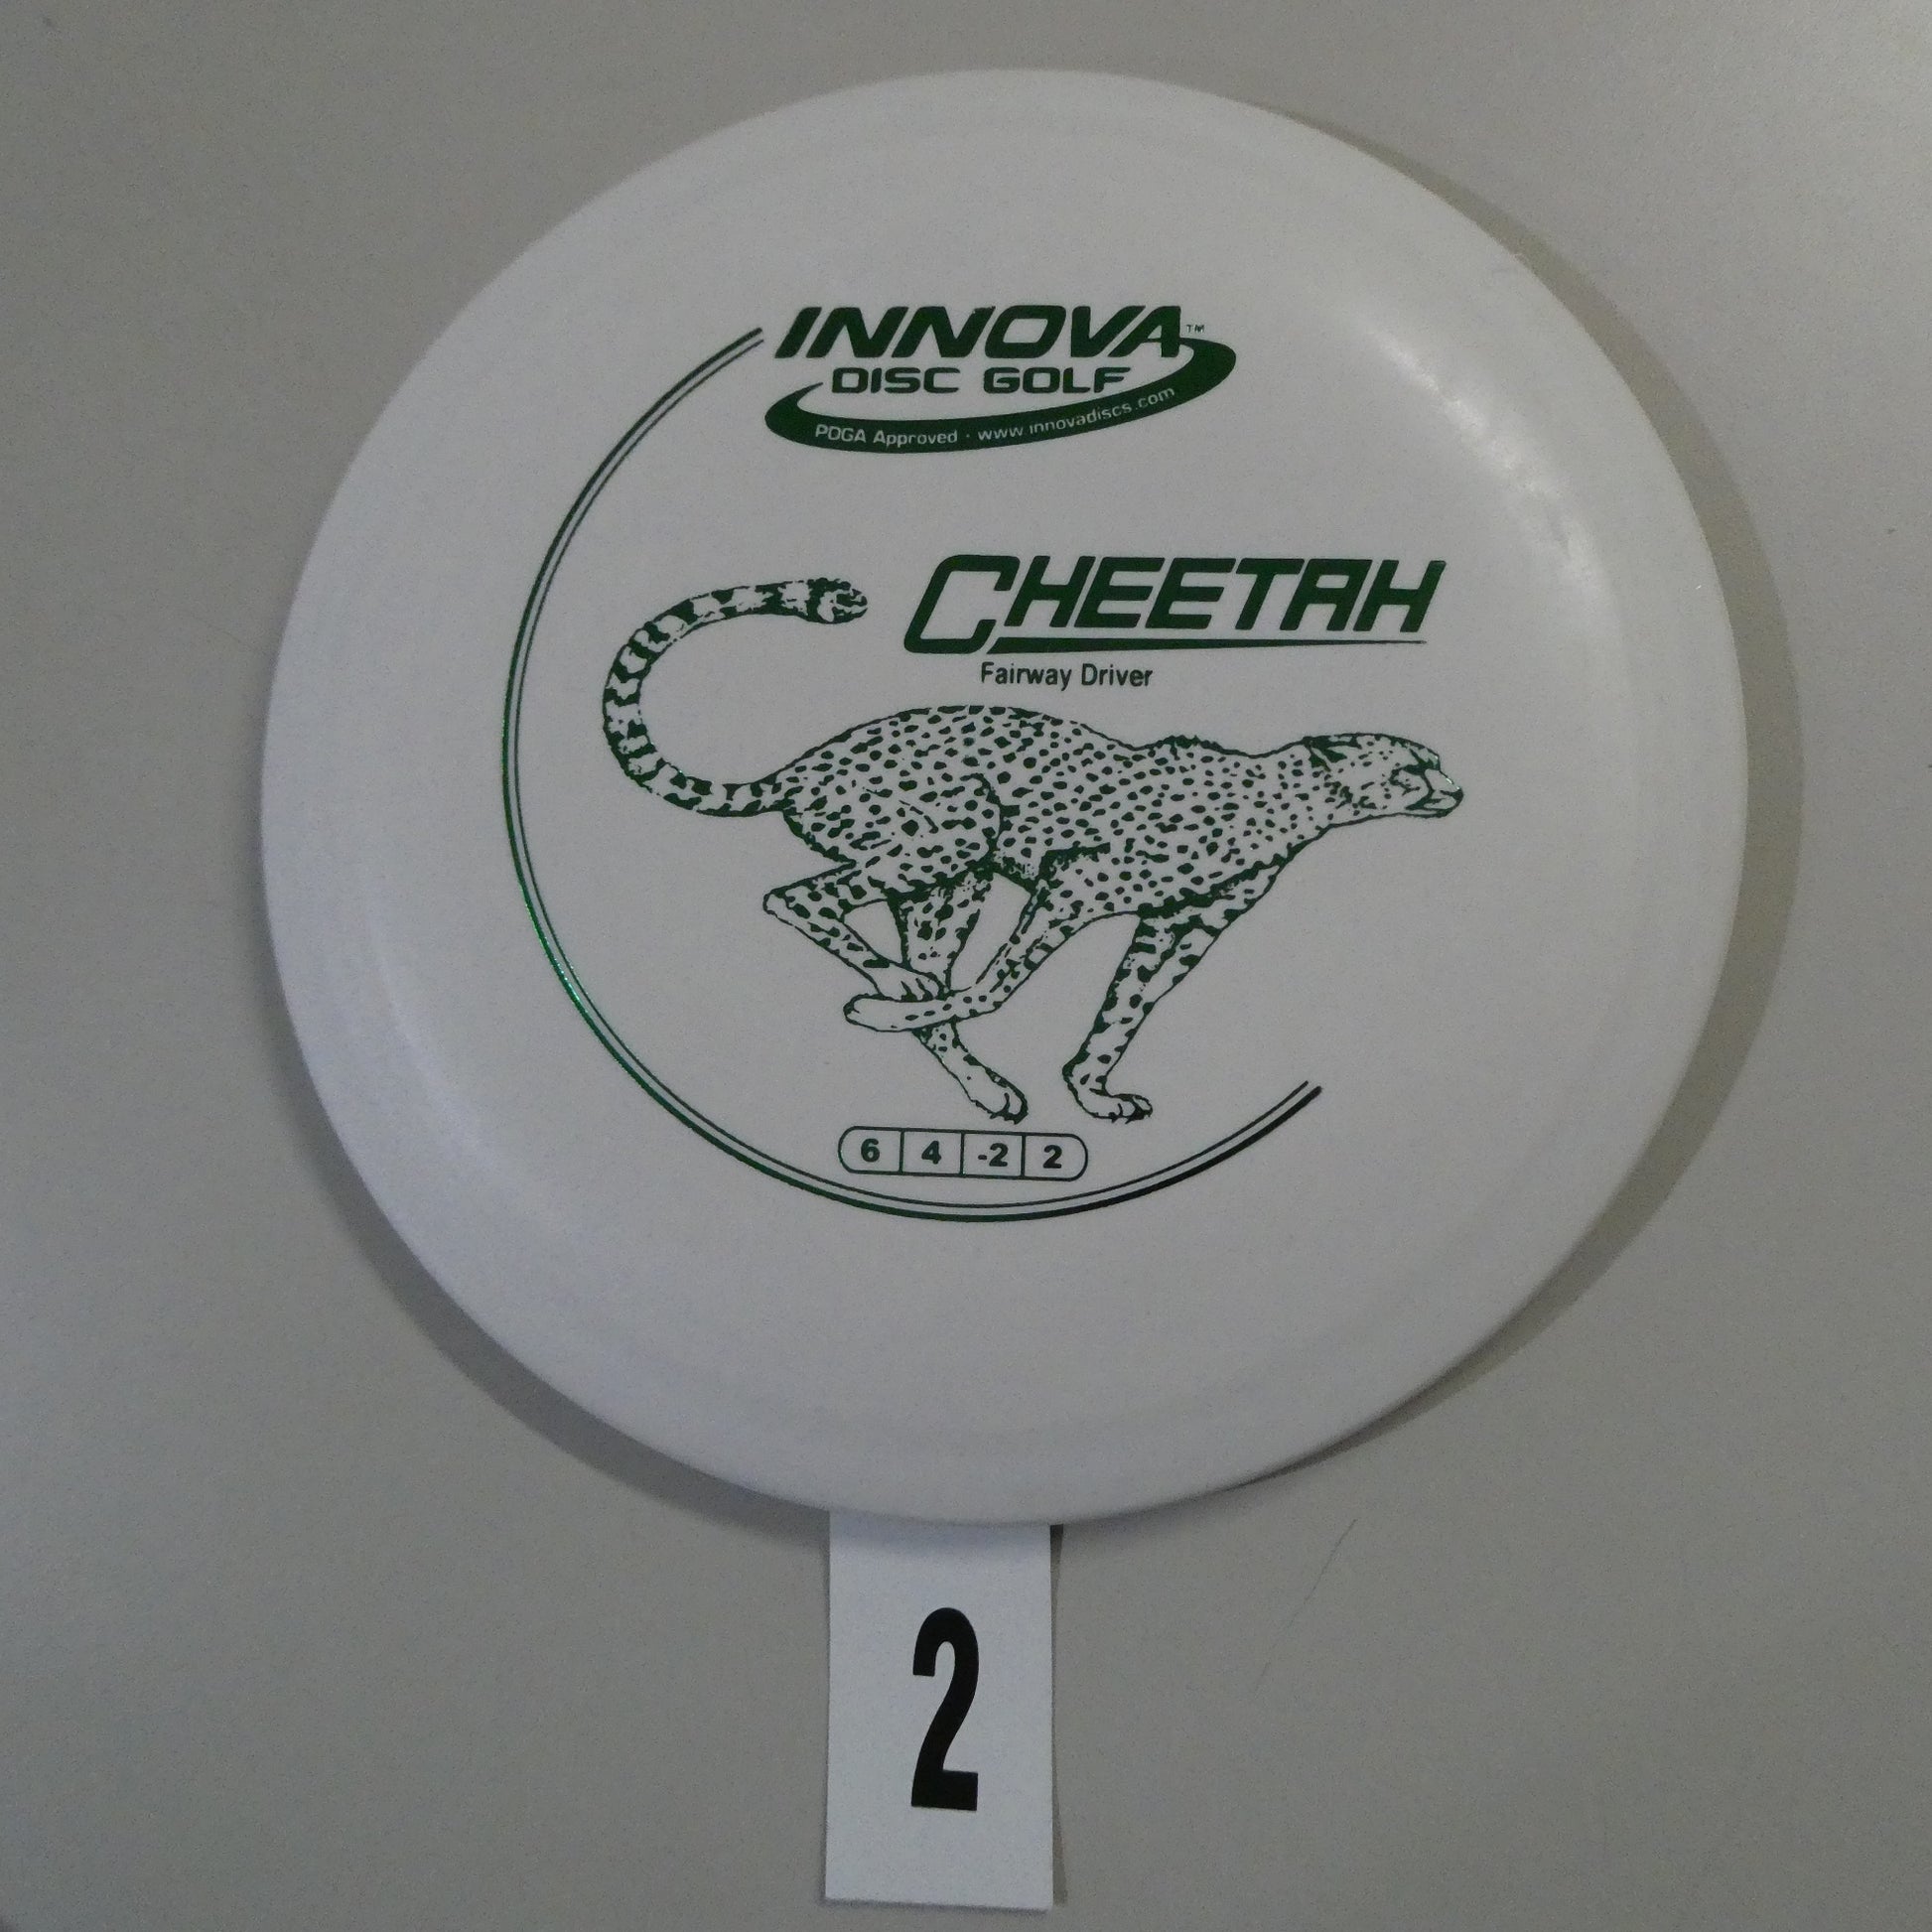 INNOVA™
DISC GOLF
PDGA Approved · www.innovadiscs.com
CHEETAH
Fairway Driver
6 4 -2 2
2